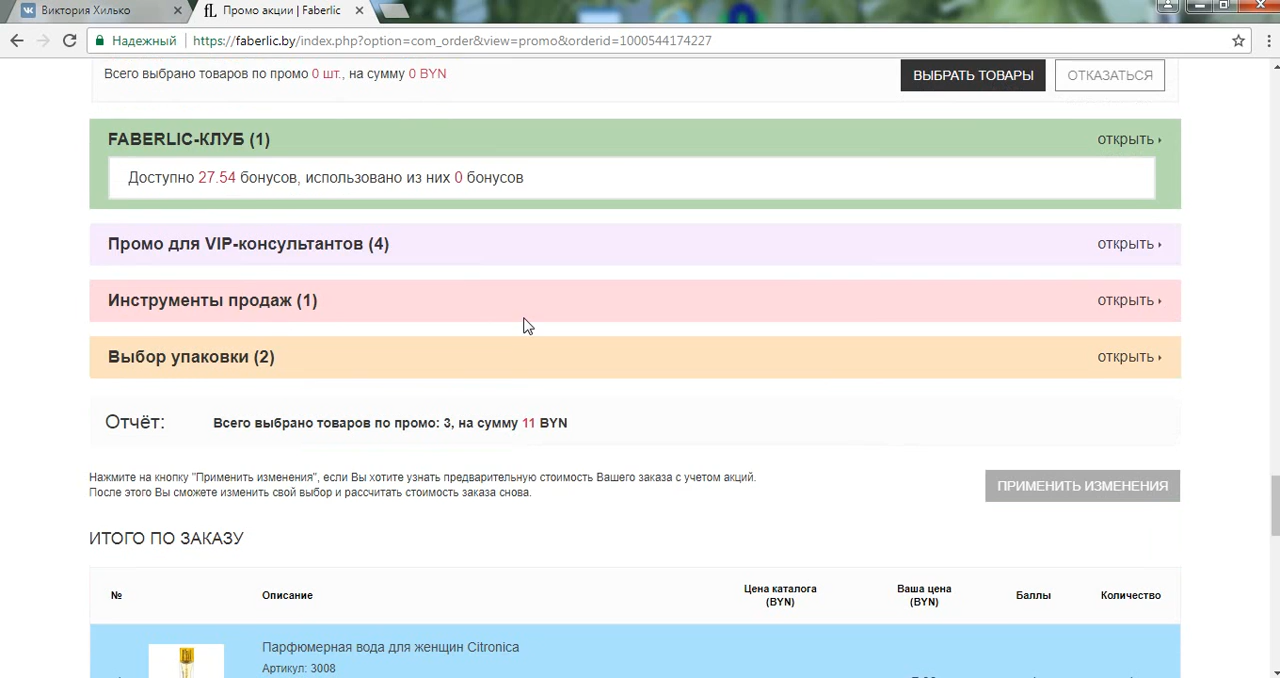 Виктория Хилько
fL Промо акции | Faberlic
Надежный https://faberlic.by/index.php?option=com_order&view=promo&orderid=1000544174227
Всего выбрано товаров по промо 0 шт., на сумму 0 BYN
ВЫБРАТЬ ТОВАРЫ
ОТКАЗАТЬСЯ
FABERLIC-КЛУБ (1)
открыть
Доступно 27.54 бонусов, использовано из них 0 бонусов
Промо для VIP-консультантов (4)
открыть
Инструменты продаж (1)
открыть
Выбор упаковки (2)
открыть
Отчёт:
Всего выбрано товаров по промо: 3, на сумму 11 BYN
Нажмите на кнопку "Применить изменения", если Вы хотите узнать предварительную стоимость Вашего заказа с учетом акций.
После этого Вы сможете изменить свой выбор и рассчитать стоимость заказа снова.
ПРИМЕНИТЬ ИЗМЕНЕНИЯ
ИТОГО ПО ЗАКАЗУ
№
Описание
Цена каталога
(BYN)
Ваша цена
(BYN)
Баллы
Количество
Парфюмерная вода для женщин Citronica
Артикул: 3008